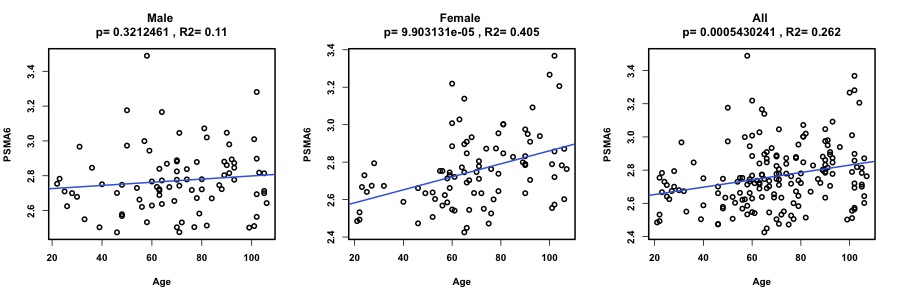 Male
p= 0.3212461 , R2= 0.11
PSMA6
3.4
3.2
3.0
2.8
2.6
20 40 60 80 100
Age
Female
p= 9.903131e-05 , R2= 0.405
PSMA6
3.4
3.2
3.0
2.8
2.6
2.4
20 40 60 80 100
Age
All
p= 0.0005430241 , R2= 0.262
PSMA6
3.4
3.2
3.0
2.8
2.6
2.4
20 40 60 80 100
Age